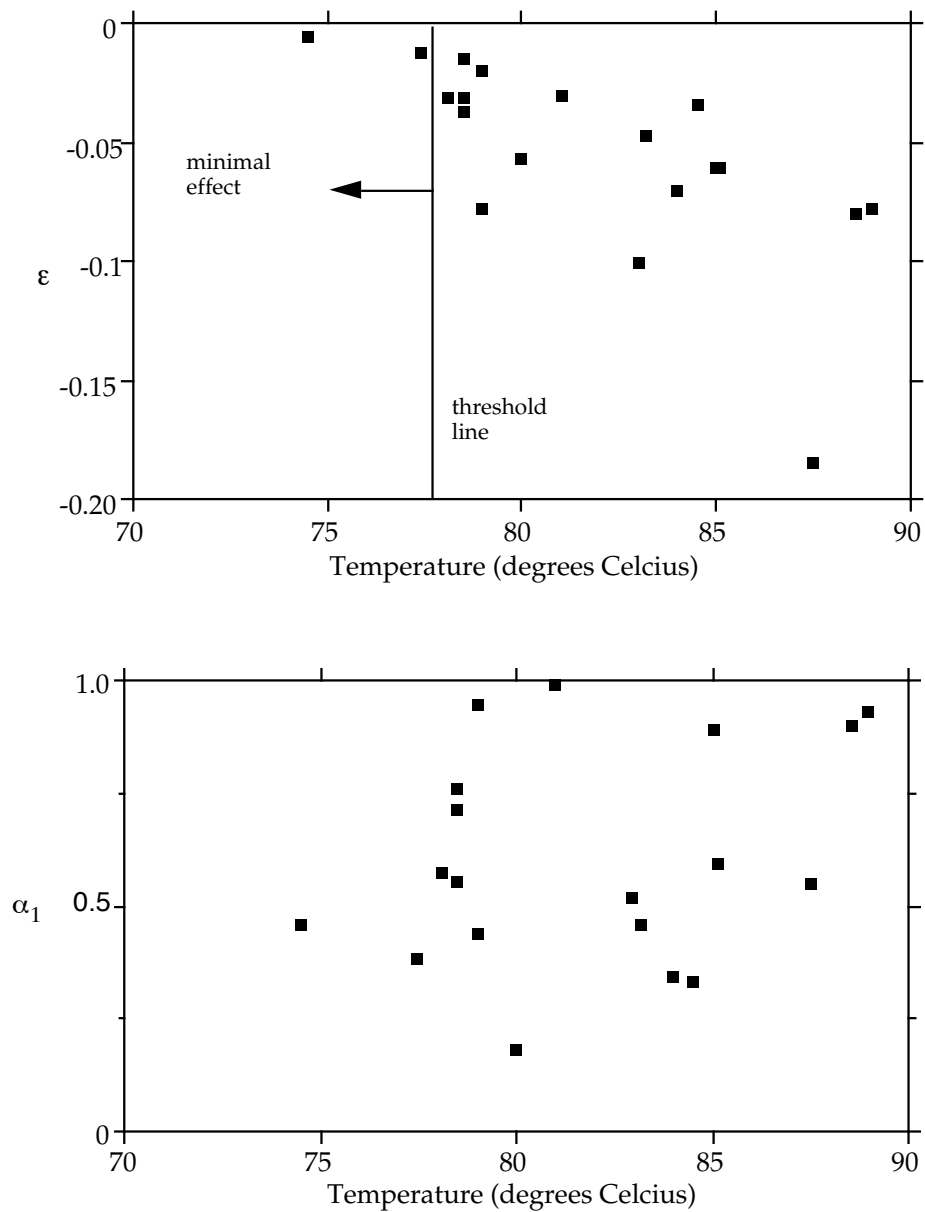 0
-0.05
-0.1
-0.15
-0.20
ε
minimal
effect
threshold
line
70 75 80 85 90
Temperature (degrees Celcius)
1.0
0.5
0
α1
70 75 80 85 90
Temperature (degrees Celcius)